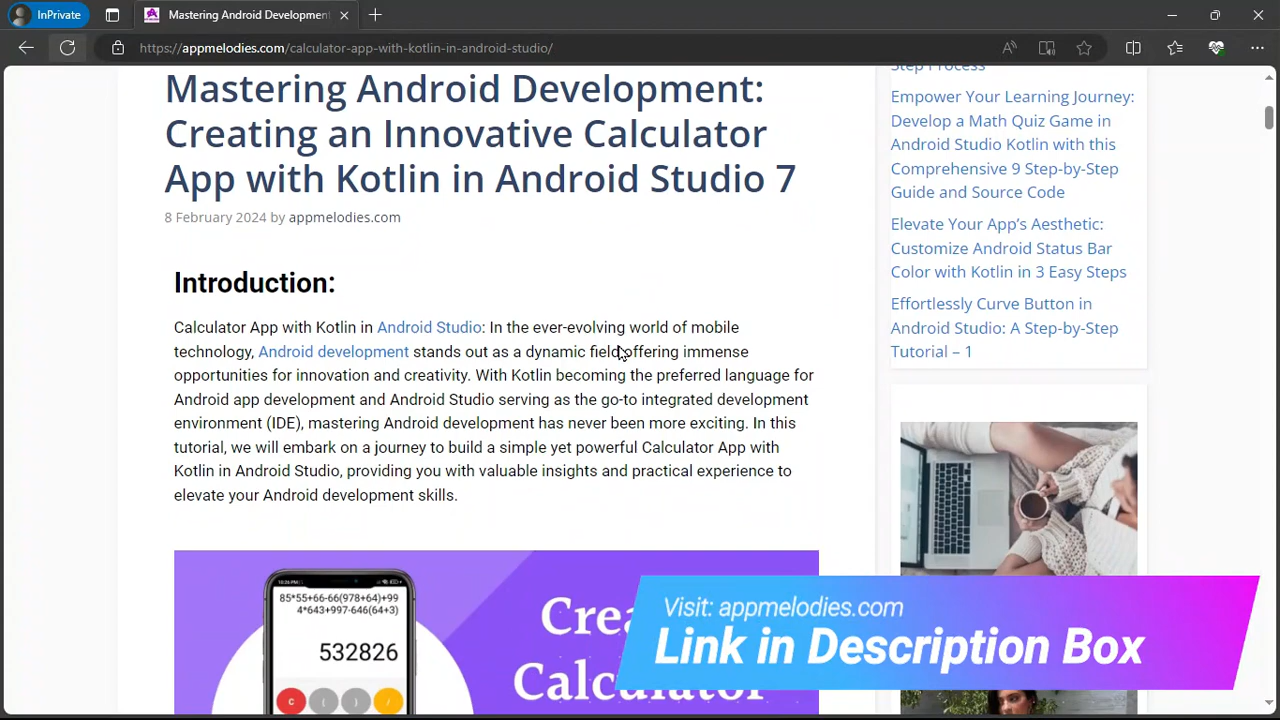 InPrivate
Mastering Android Development
https://appmelodies.com/calculator-app-with-kotlin-in-android-studio/
Mastering Android Development:
Creating an Innovative Calculator
App with Kotlin in Android Studio 7
8 February 2024 by appmelodies.com
Introduction:
Calculator App with Kotlin in Android Studio: In the ever-evolving world of mobile
technology, Android development stands out as a dynamic field offering immense
opportunities for innovation and creativity. With Kotlin becoming the preferred language for
Android app development and Android Studio serving as the go-to integrated development
environment (IDE), mastering Android development has never been more exciting. In this
tutorial, we will embark on a journey to build a simple yet powerful Calculator App with
Kotlin in Android Studio, providing you with valuable insights and practical experience to
elevate your Android development skills.
Step Process
Empower Your Learning Journey:
Develop a Math Quiz Game in
Android Studio Kotlin with this
Comprehensive 9 Step-by-Step
Guide and Source Code
Elevate Your App's Aesthetic:
Customize Android Status Bar
Color with Kotlin in 3 Easy Steps
Effortlessly Curve Button in
Android Studio: A Step-by-Step
Tutorial – 1
85*55+66-66(978+64)+99
4*643+997-646(64+3)
532826
C ( ) /
Crea
Calculator
Visit: appmelodies.com
Link in Description Box